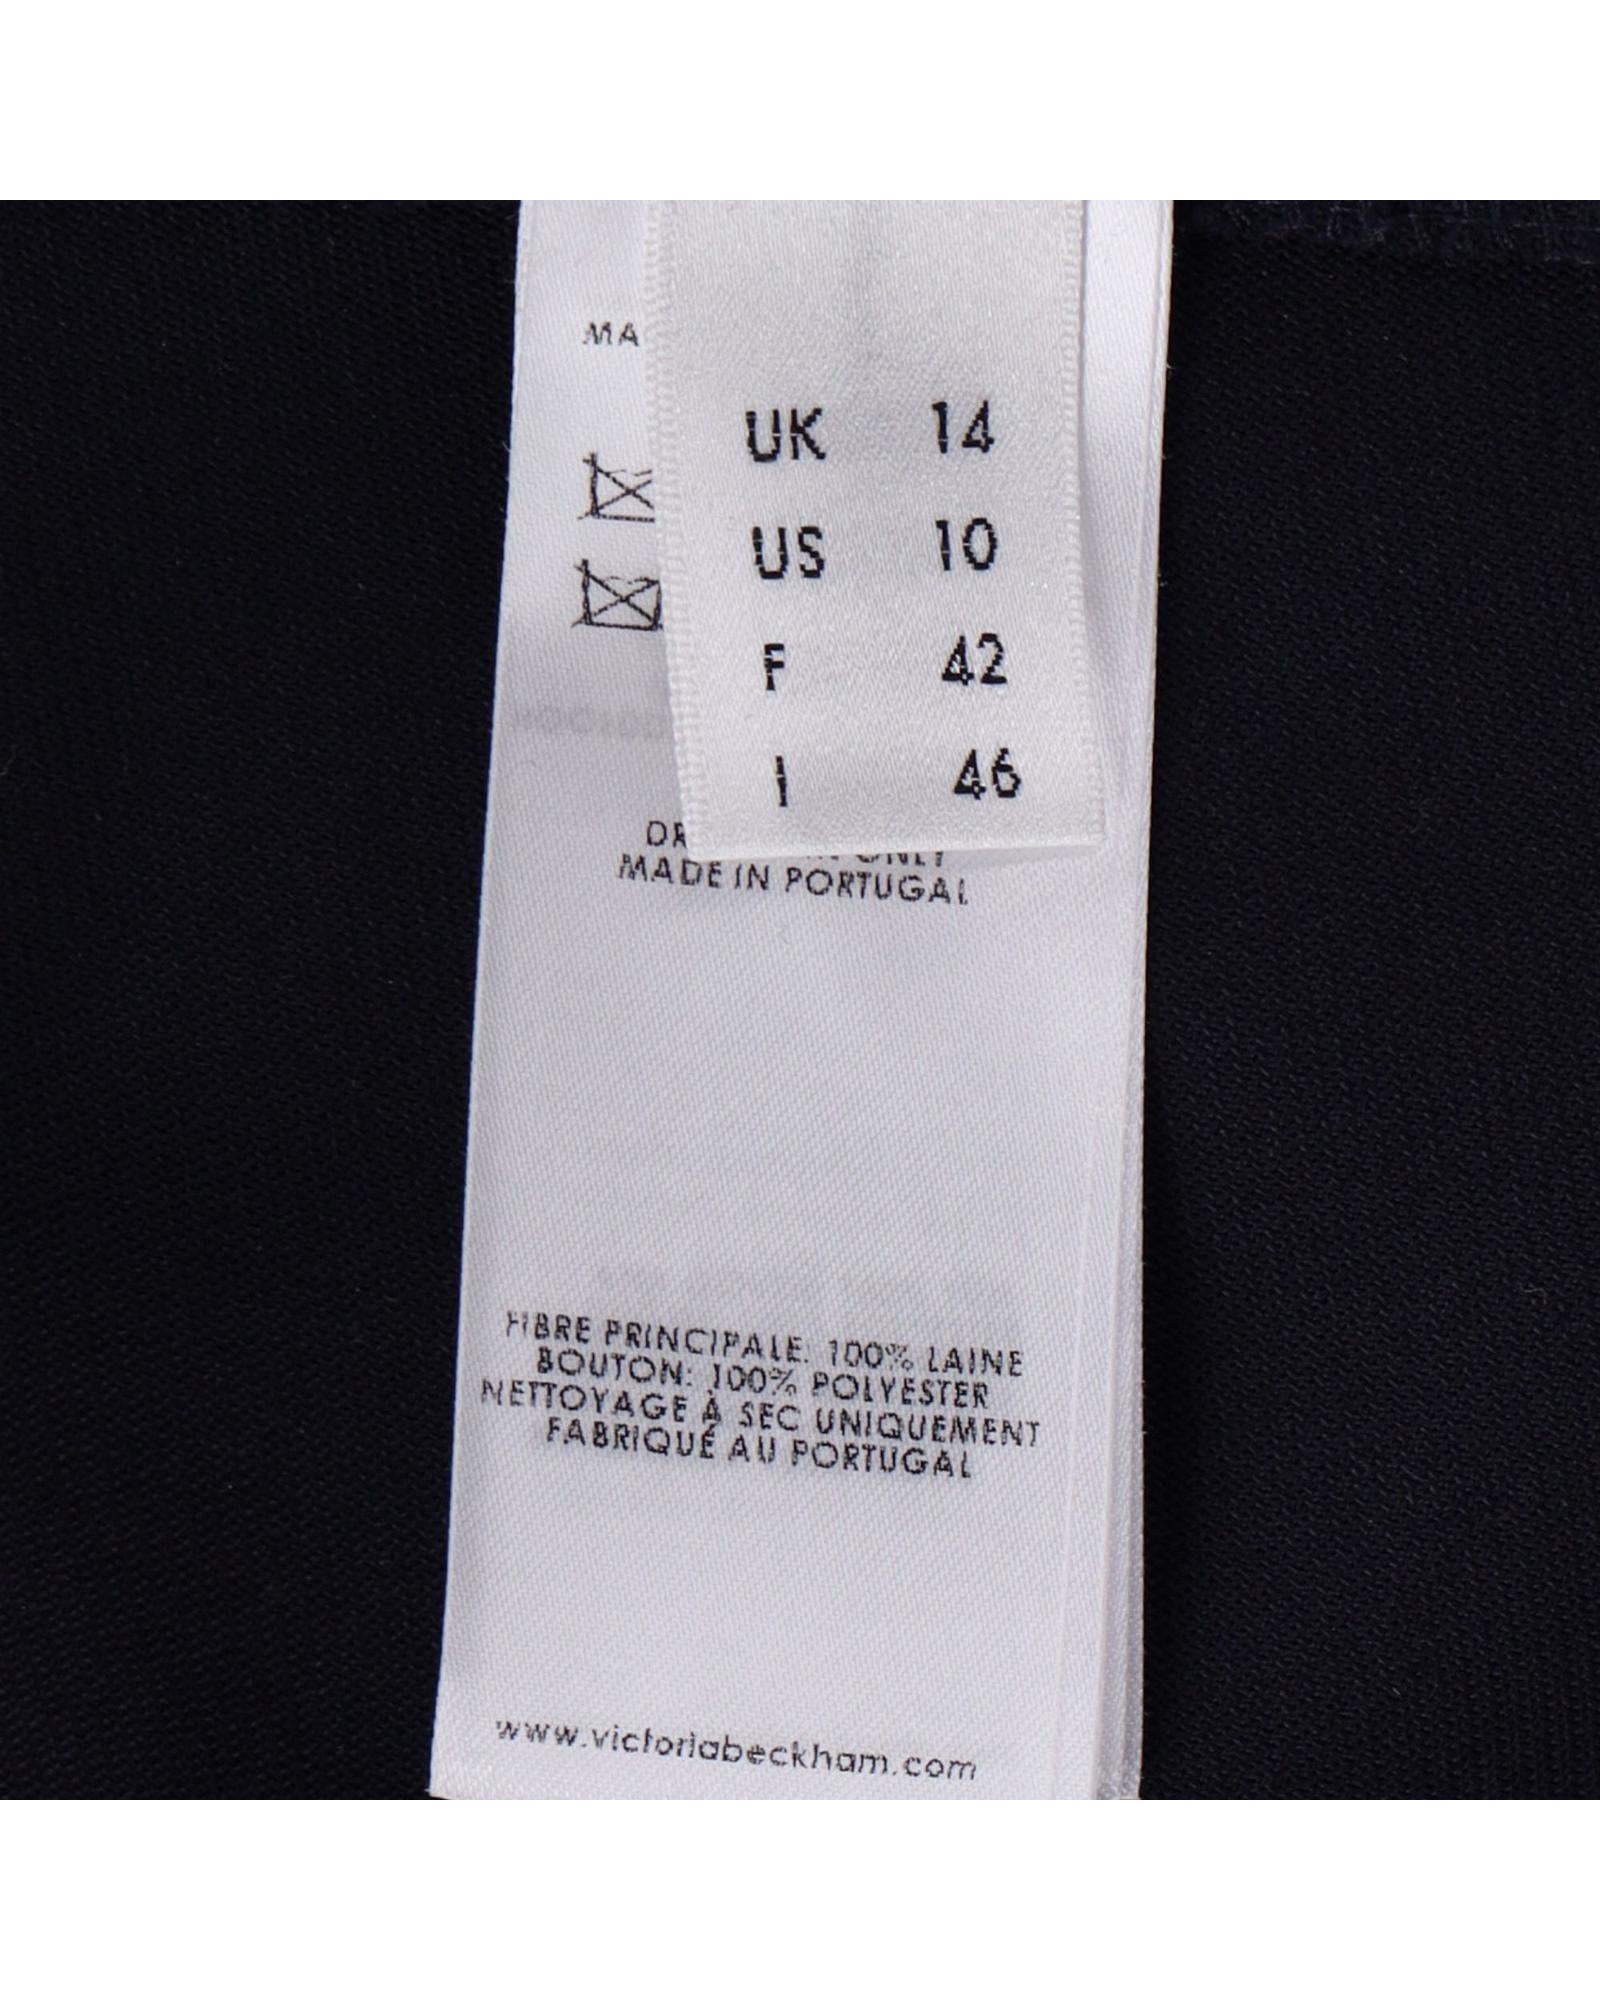 MA
UK 14
US 10
F 42
I 46
ONLY
MADE IN PORTUGAL
FIBRE PRINCIPALE: 100% LAINE
BOUTON: 100% POLYESTER
NETTOYAGE À SEC UNIQUEMENT
FABRIQUÉ AU PORTUGAL
www.victoriabeckham.com